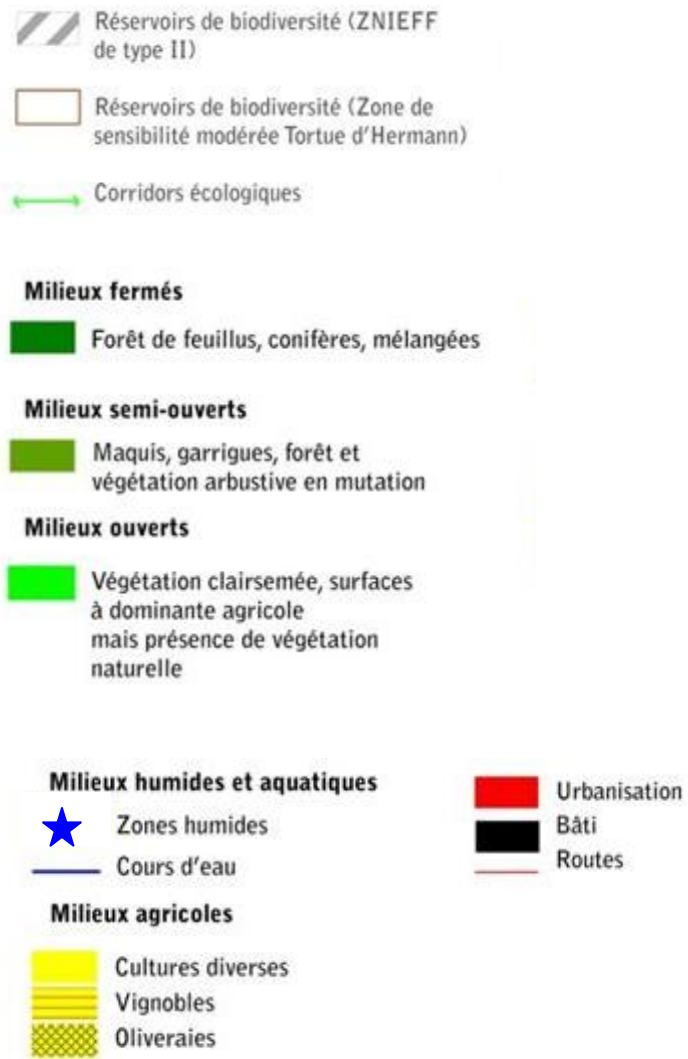 Réservoirs de biodiversité (ZNIEFF
de type II)
Réservoirs de biodiversité (Zone de
sensibilité modérée Tortue d'Hermann)
Corridors écologiques
Milieux fermés
Forêt de feuillus, conifères, mélangées
Milieux semi-ouverts
Maquis, garrigues, forêt et
végétation arbustive en mutation
Milieux ouverts
Végétation clairsemée, surfaces
à dominante agricole
mais présence de végétation
naturelle
Milieux humides et aquatiques
Zones humides
Cours d'eau
Milieux agricoles
Cultures diverses
Vignobles
Oliveraies
Urbanisation
Bâti
Routes